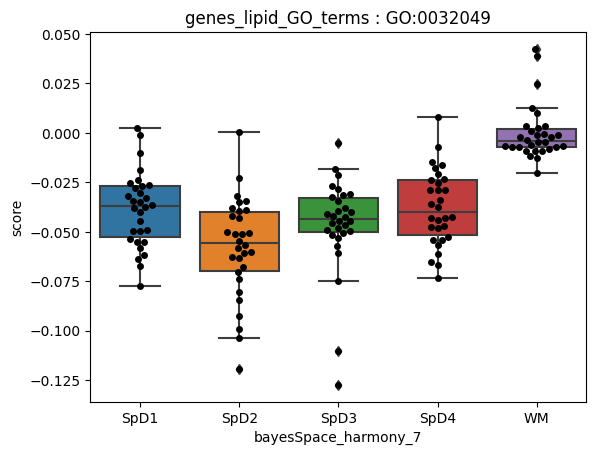 genes_lipid_GO_terms : GO:0032049
0.050
0.025
0.000
−0.025
−0.050
−0.075
−0.100
−0.125
score
SpD1 SpD2 SpD3 SpD4 WM
bayesSpace_harmony_7